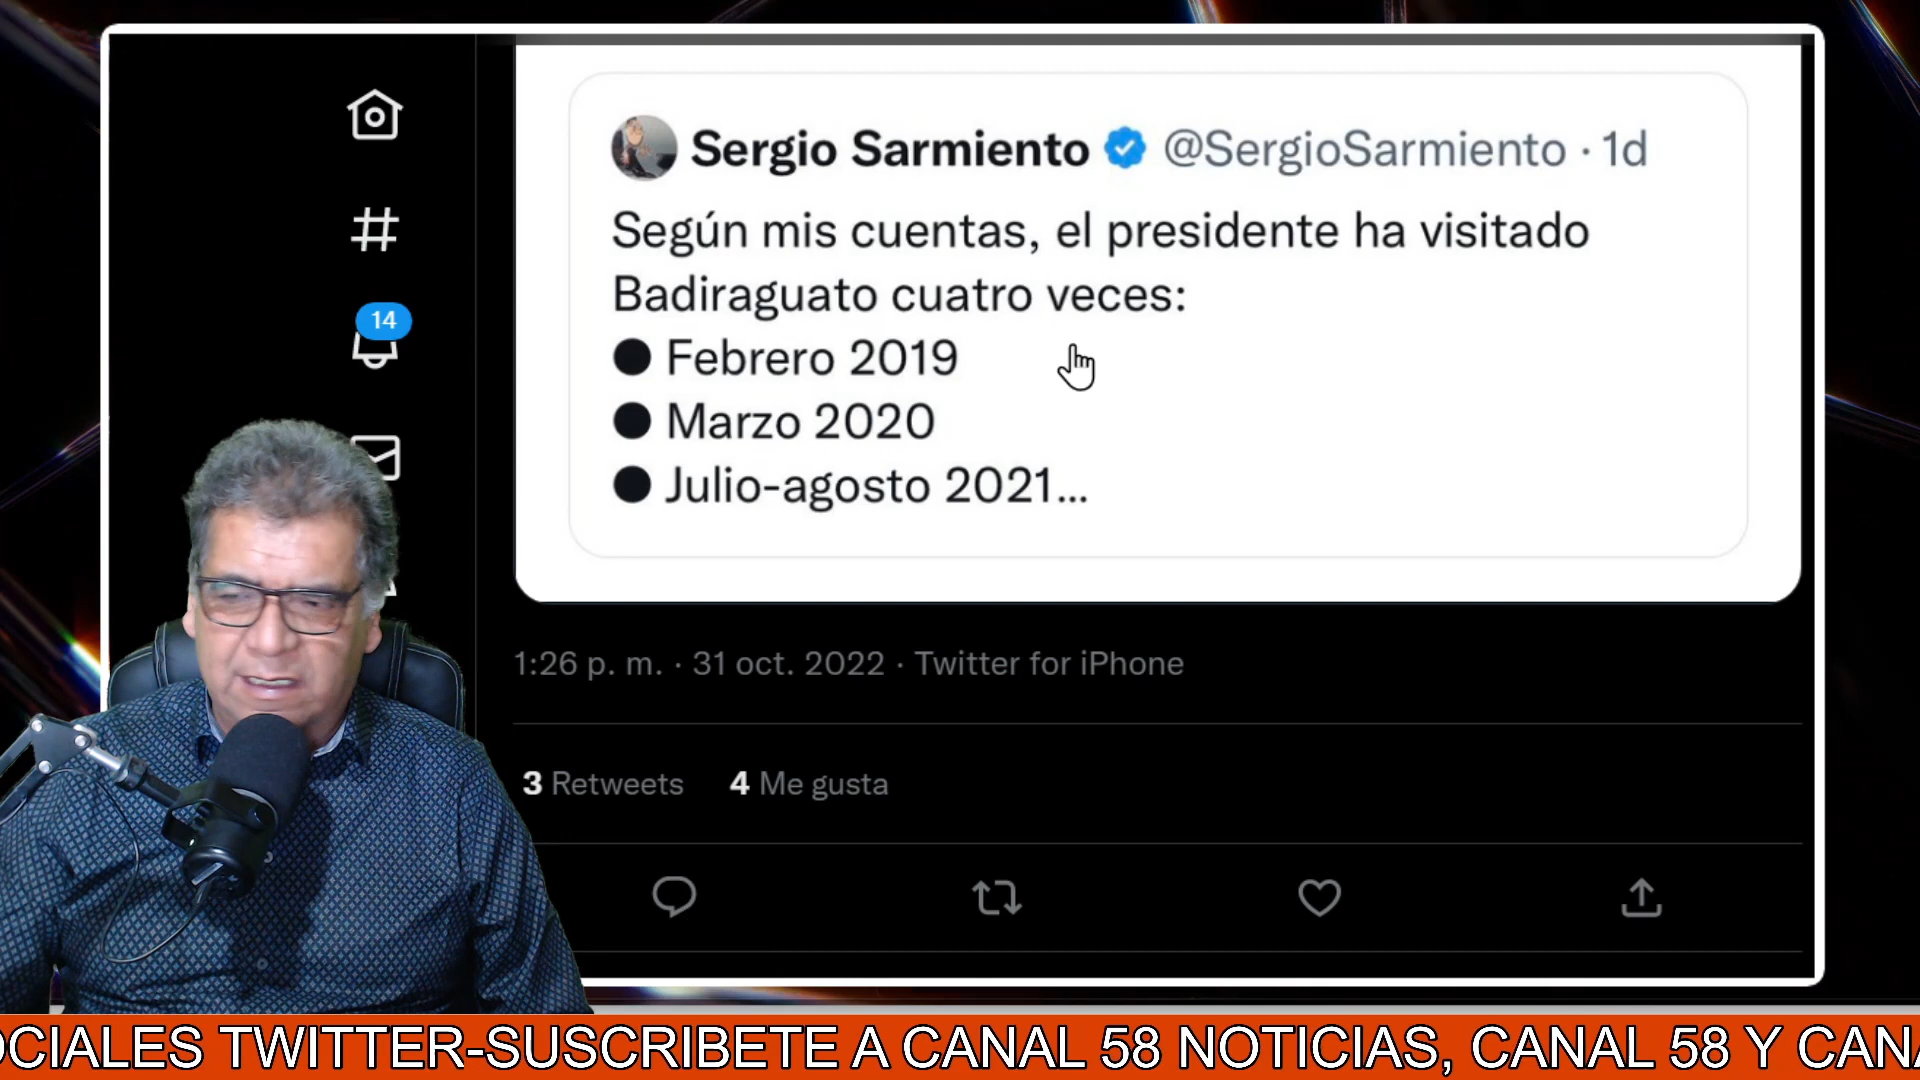 Sergio Sarmiento @SergioSarmiento · 1d
Según mis cuentas, el presidente ha visitado
Badiraguato cuatro veces:
● Febrero 2019
● Marzo 2020
● Julio-agosto 2021...
14
1:26 p. m. · 31 oct. 2022 · Twitter for iPhone
3 Retweets 4 Me gusta
OCIALES TWITTER-SUSCRIBETE A CANAL 58 NOTICIAS, CANAL 58 Y CANA